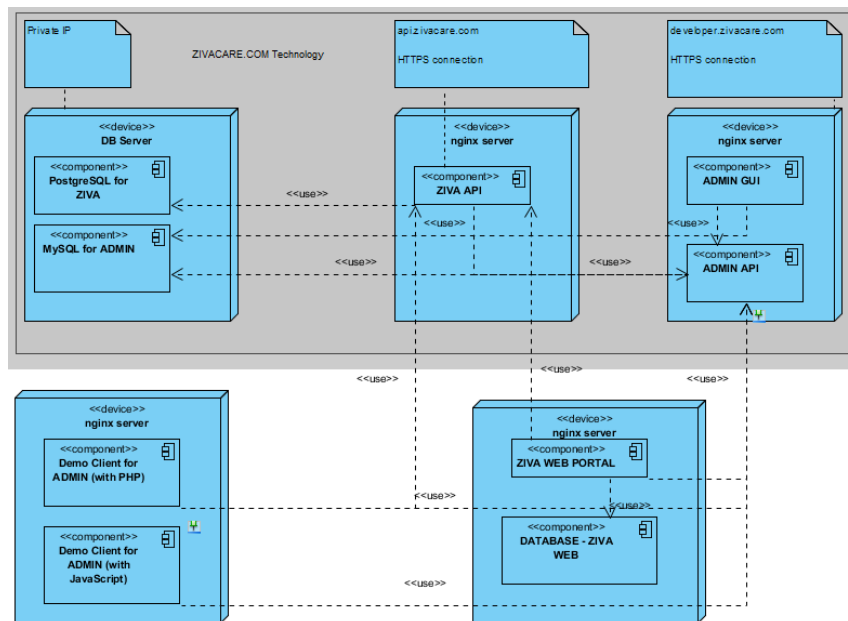 Private IP
ZIVACARE.COM Technology
api.zivacare.com
HTTPS connection
developer.zivacare.com
HTTPS connection
<<device>>
DB Server
<<component>>
PostgreSQL for
ZIVA
<<component>>
MySQL for ADMIN
<<device>>
nginx server
<<component>>
ZIVA API
<<device>>
nginx server
<<component>>
ADMIN GUI
<<component>>
ADMIN API
<<use>>
<<use>>
<<use>>
<<use>>
<<use>>
<<use>>
<<use>>
<<use>>
<<device>>
nginx server
<<component>>
Demo Client for
ADMIN (with PHP)
<<component>>
Demo Client for
ADMIN (with
JavaScript)
<<device>>
nginx server
<<component>>
ZIVA WEB PORTAL
<<component>>
DATABASE - ZIVA
WEB
<<use>>
<<use>>
<<use>>